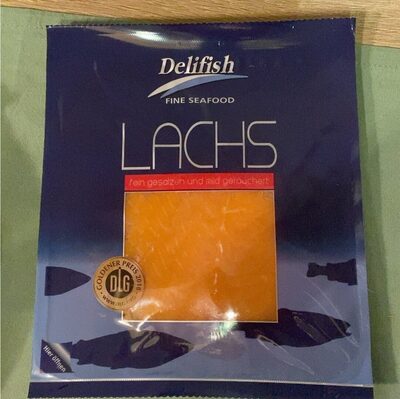 Delifish
FINE SEAFOOD
LACHS
fein gesalzen und mild geräuchert
GOLDENER PREIS
DLG
Hier öffnen